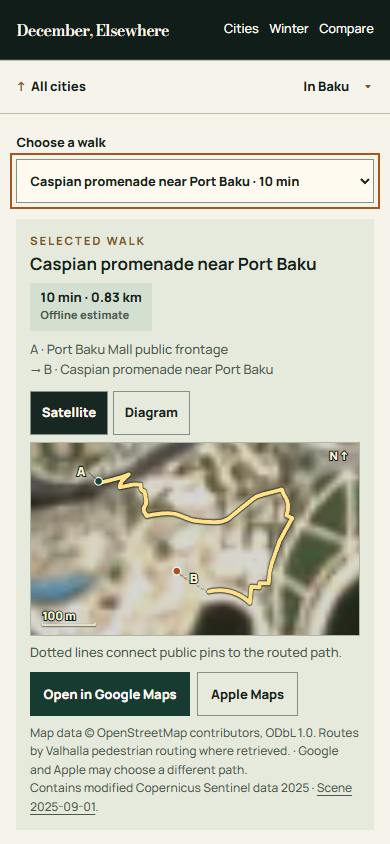 December, Elsewhere
Cities Winter Compare
↑ All cities
In Baku
Choose a walk
Caspian promenade near Port Baku · 10 min
SELECTED WALK
Caspian promenade near Port Baku
10 min · 0.83 km
Offline estimate
A · Port Baku Mall public frontage
→ B · Caspian promenade near Port Baku
Satellite
Diagram
N↑
A
B
100 m
Dotted lines connect public pins to the routed path.
Open in Google Maps
Apple Maps
Map data © OpenStreetMap contributors, ODbL 1.0. Routes
by Valhalla pedestrian routing where retrieved. · Google
and Apple may choose a different path.
Contains modified Copernicus Sentinel data 2025 · Scene
2025-09-01.